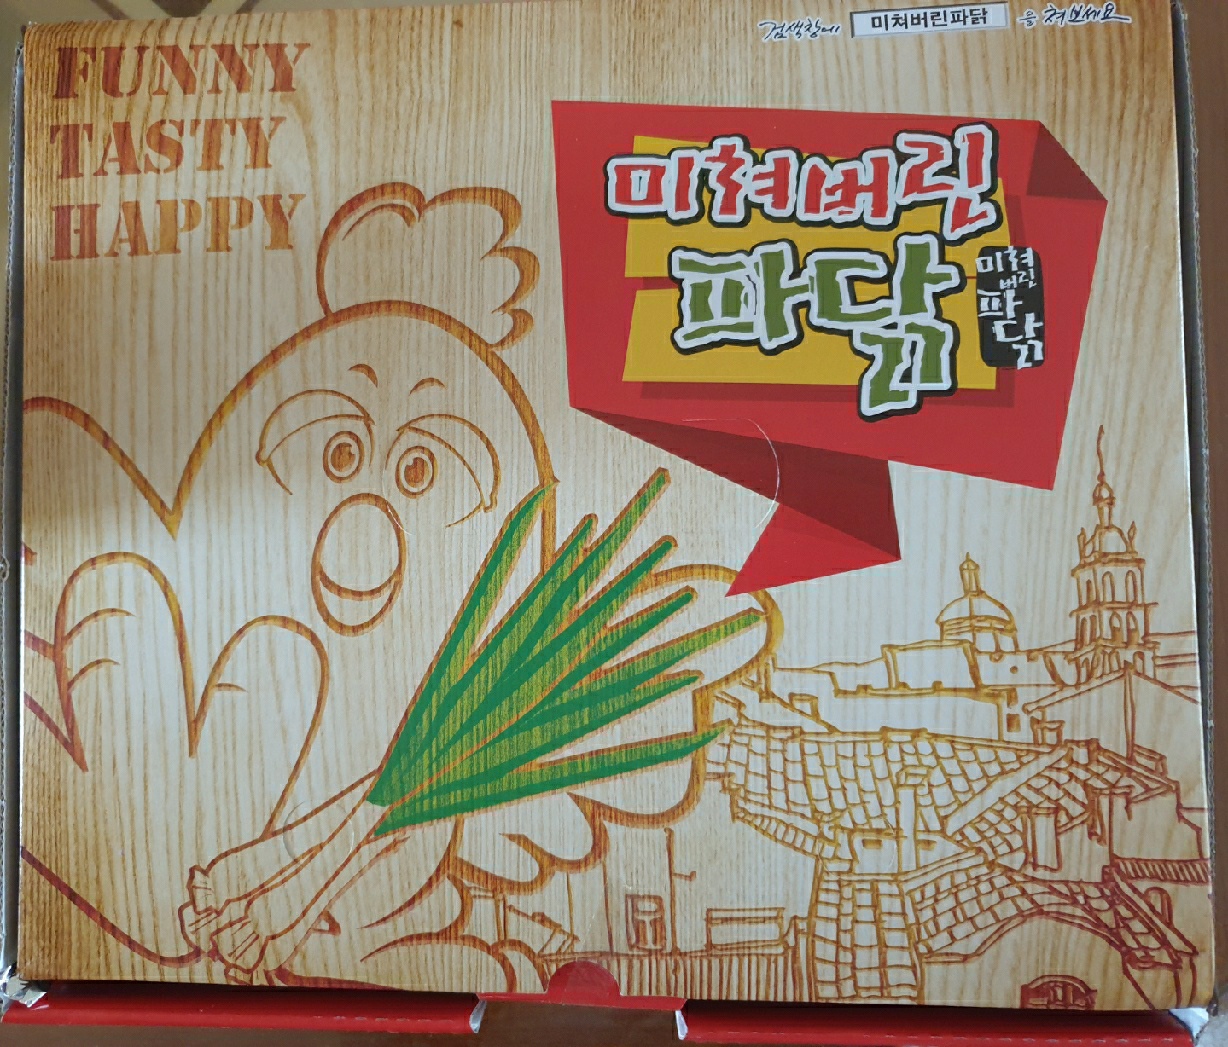 검색창에 미쳐버린파닭 을 쳐보세요
FUNNY
TASTY
HAPPY
미쳐버린
파닭
미쳐
버린
파
닭